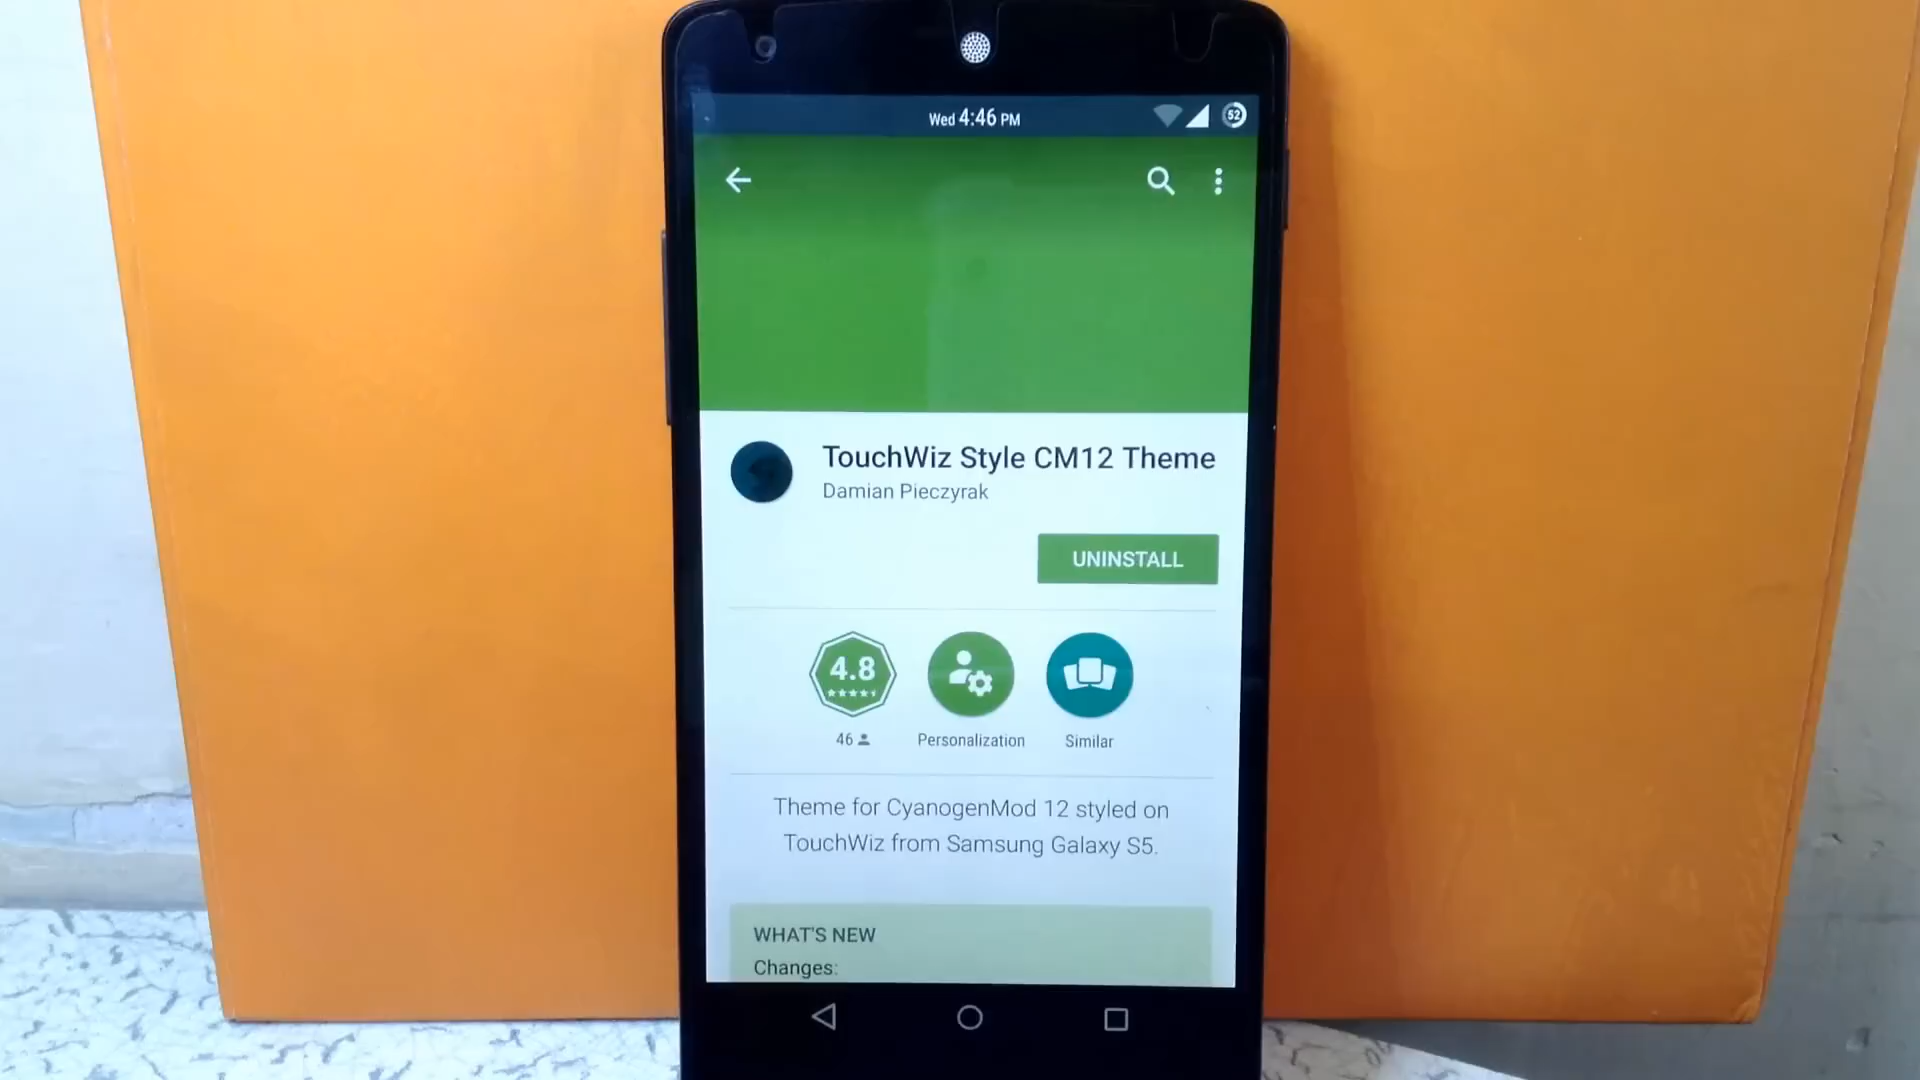 Wed 4:46 PM
52
TouchWiz Style CM12 Theme
Damian Pieczyrak
UNINSTALL
4.8
46
Personalization
Similar
Theme for CyanogenMod 12 styled on
TouchWiz from Samsung Galaxy S5.
WHAT'S NEW
Changes: